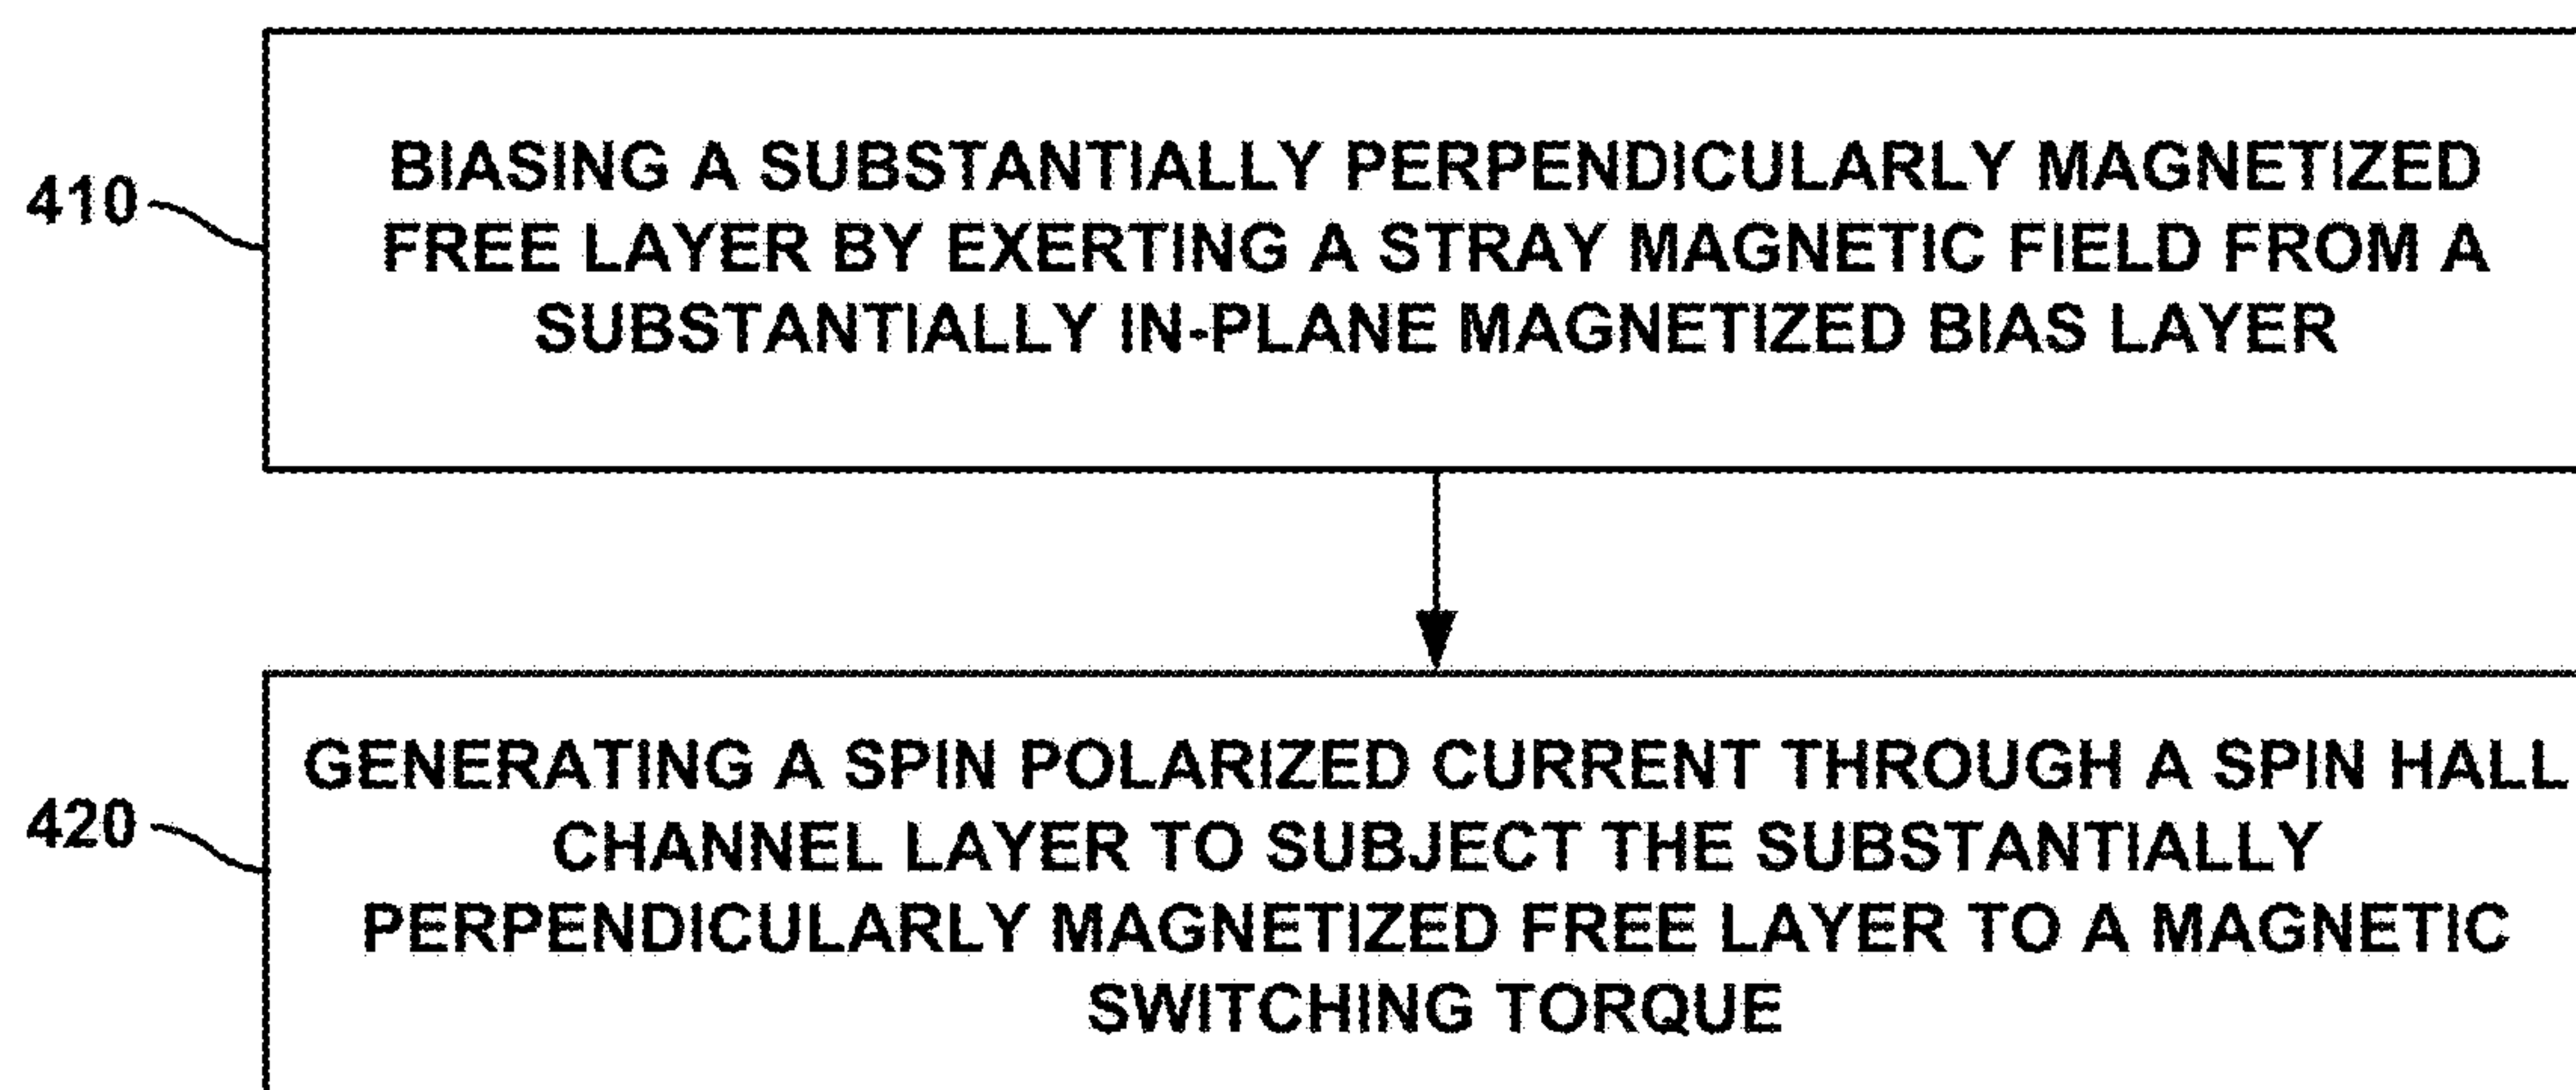 410
BIASING A SUBSTANTIALLY PERPENDICULARLY MAGNETIZED
FREE LAYER BY EXERTING A STRAY MAGNETIC FIELD FROM A
SUBSTANTIALLY IN-PLANE MAGNETIZED BIAS LAYER
420
GENERATING A SPIN POLARIZED CURRENT THROUGH A SPIN HALL
CHANNEL LAYER TO SUBJECT THE SUBSTANTIALLY
PERPENDICULARLY MAGNETIZED FREE LAYER TO A MAGNETIC
SWITCHING TORQUE